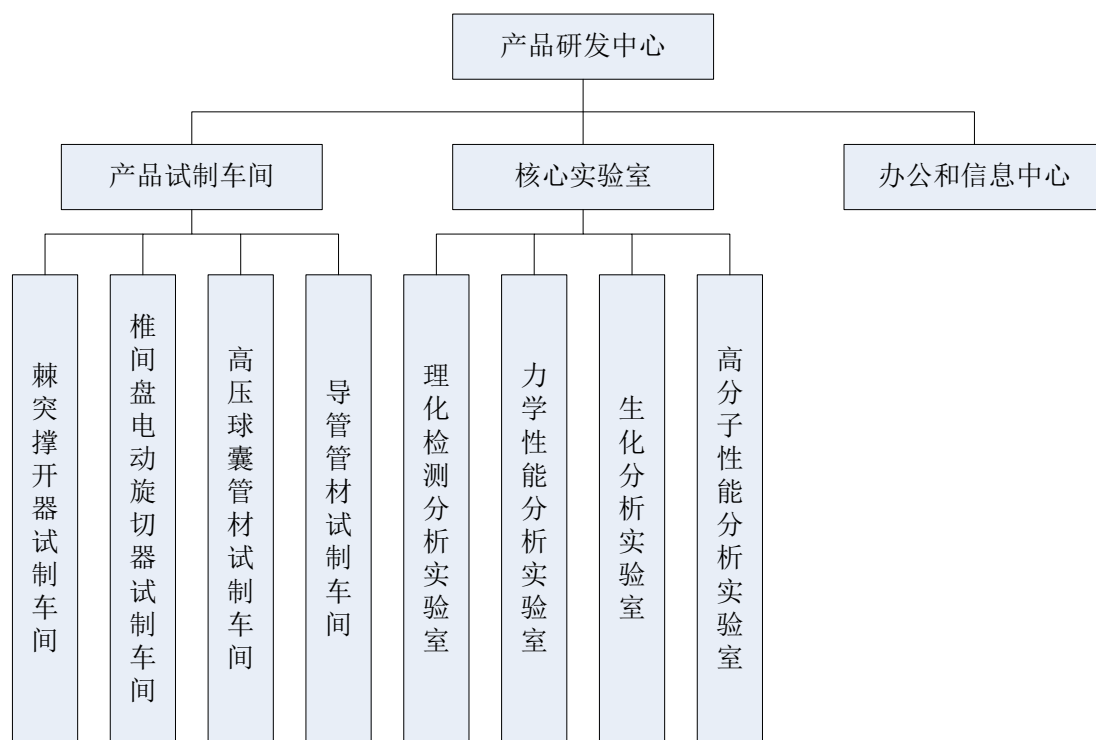 产品研发中心
产品试制车间
核心实验室
办公和信息中心
棘突撑开器试制车间
椎间盘电动旋切器试制车间
高压球囊管材试制车间
导管管材试制车间
理化检测分析实验室
力学性能分析实验室
生化分析实验室
高分子性能分析实验室